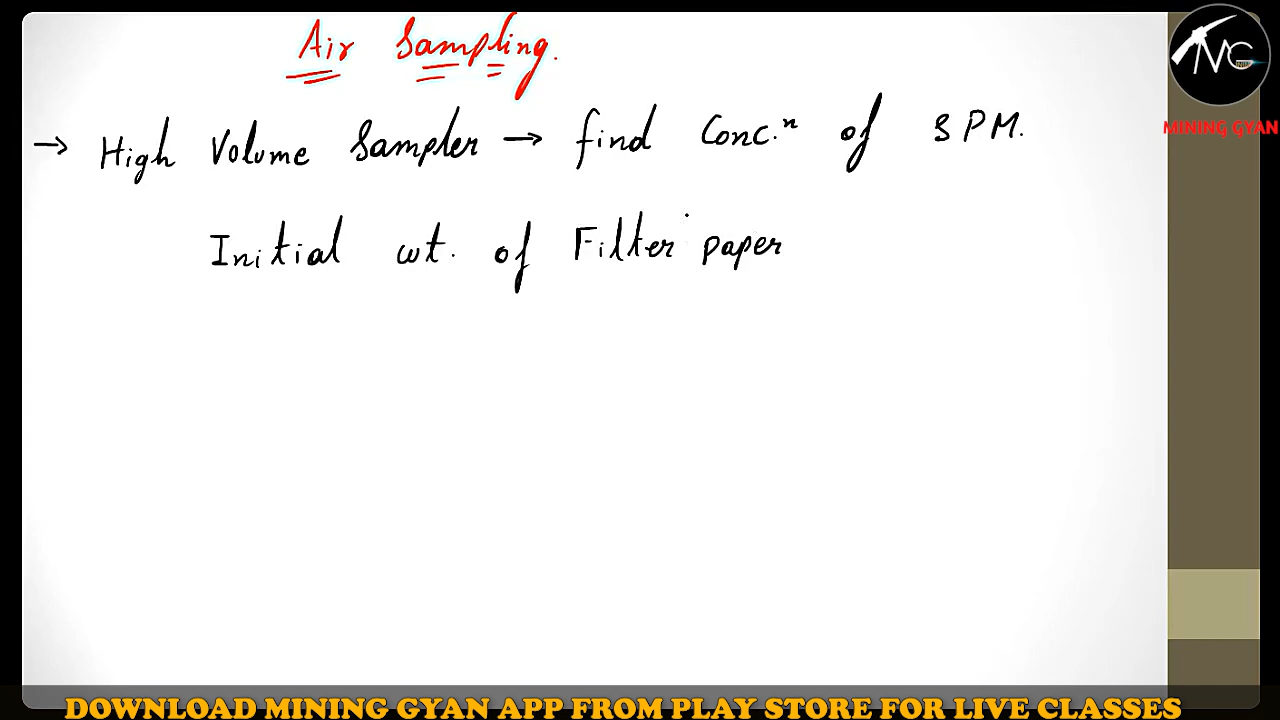 Air Sampling.
→ High Volume Sampler → find Conc.ⁿ of SPM.
Initial wt. of Filter paper
MG
MINING GYAN
DOWNLOAD MINING GYAN APP FROM PLAY STORE FOR LIVE CLASSES